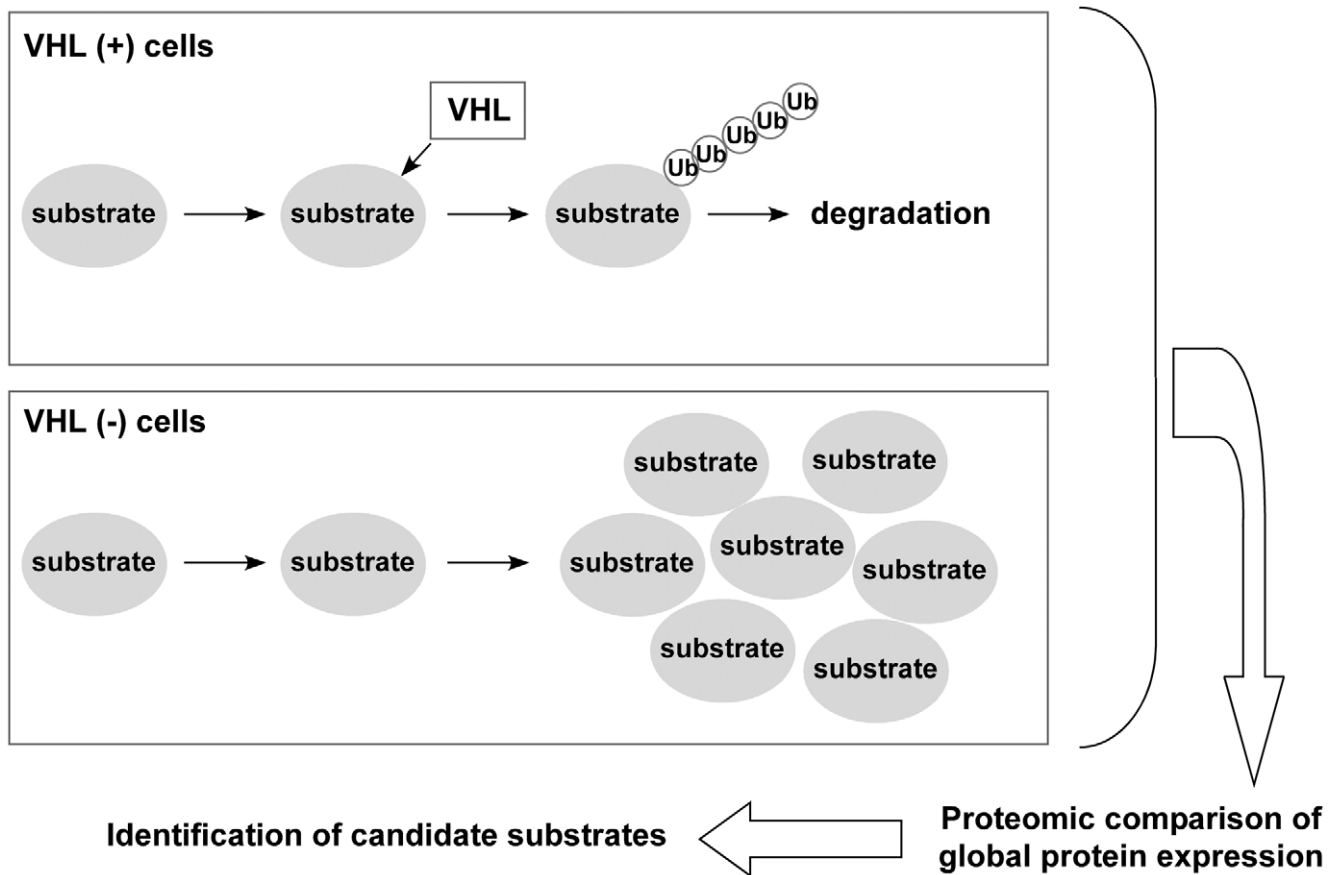 VHL (+) cells
VHL
substrate
substrate
substrate
Ub
Ub
Ub
Ub
Ub
degradation
VHL (-) cells
substrate
substrate
substrate
substrate
substrate
substrate
substrate
substrate
substrate
Proteomic comparison of
global protein expression
Identification of candidate substrates